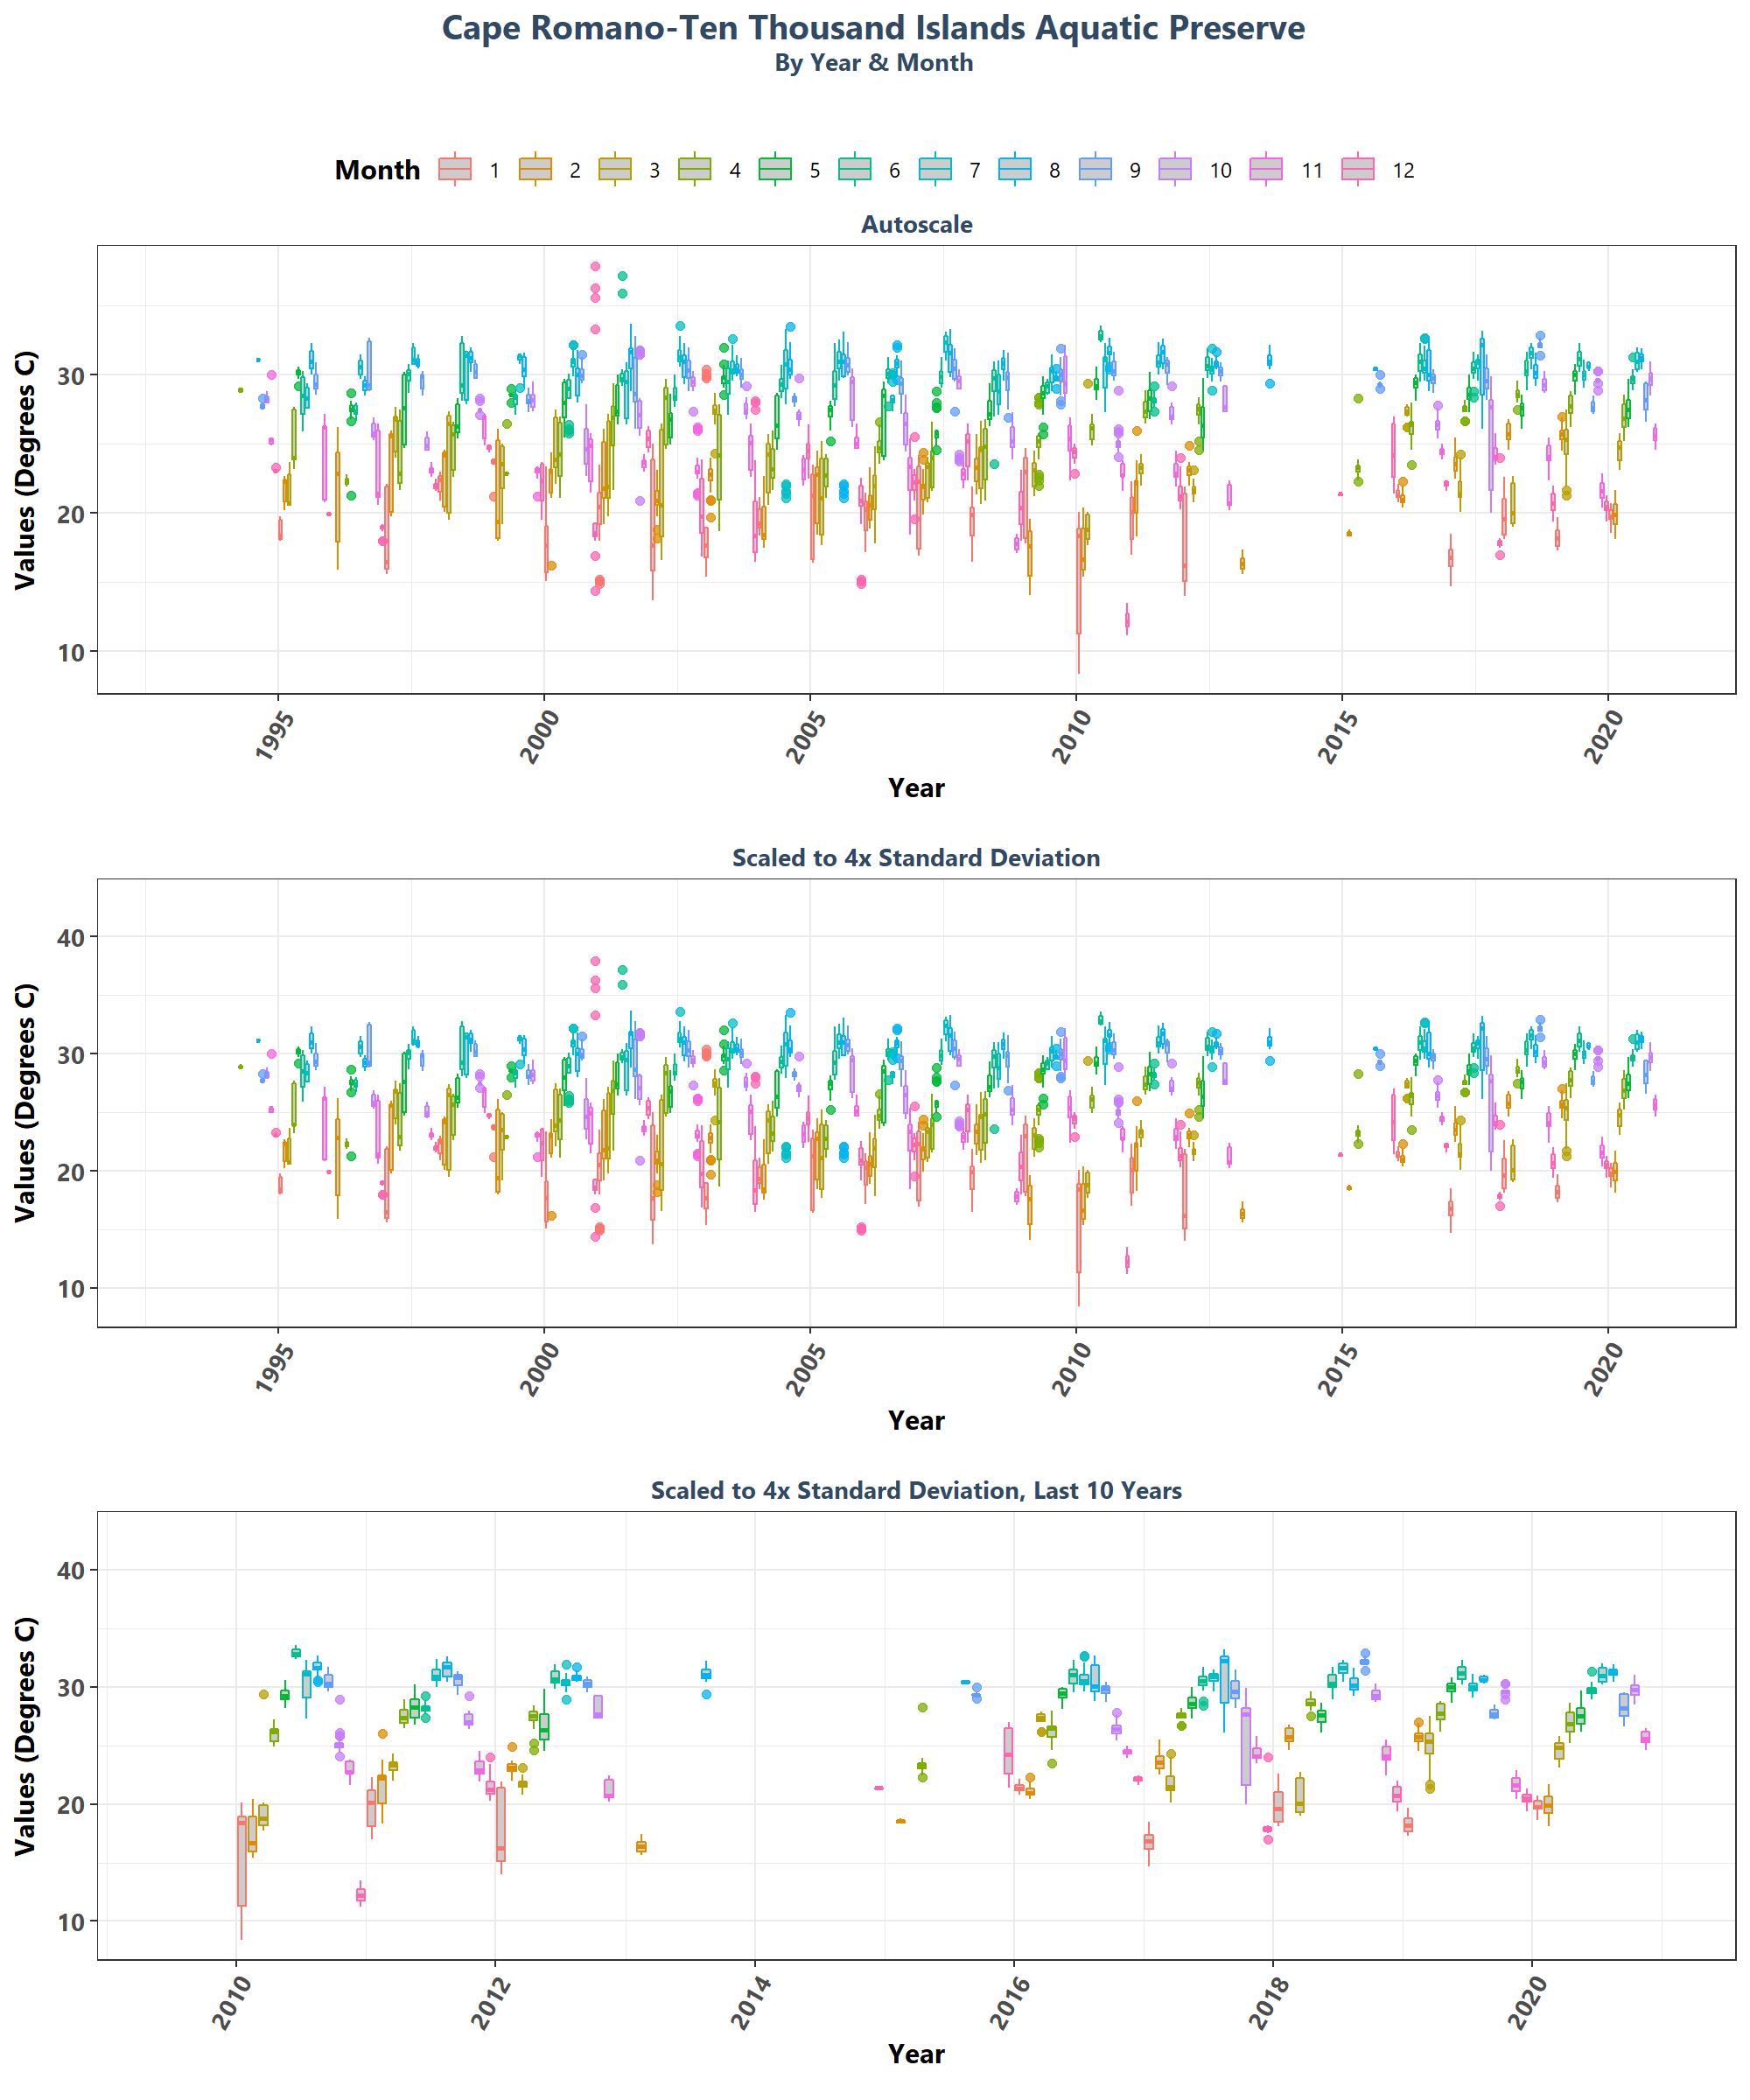 Cape Romano-Ten Thousand Islands Aquatic Preserve
By Year & Month
Month 1 2 3 4 5 6 7 8 9 10 11 12
Autoscale
Values (Degrees C)
30
20
10
1995 2000 2005 2010 2015 2020
Year
Scaled to 4x Standard Deviation
Values (Degrees C)
40
30
20
10
1995 2000 2005 2010 2015 2020
Year
Scaled to 4x Standard Deviation, Last 10 Years
Values (Degrees C)
40
30
20
10
2010 2012 2014 2016 2018 2020
Year